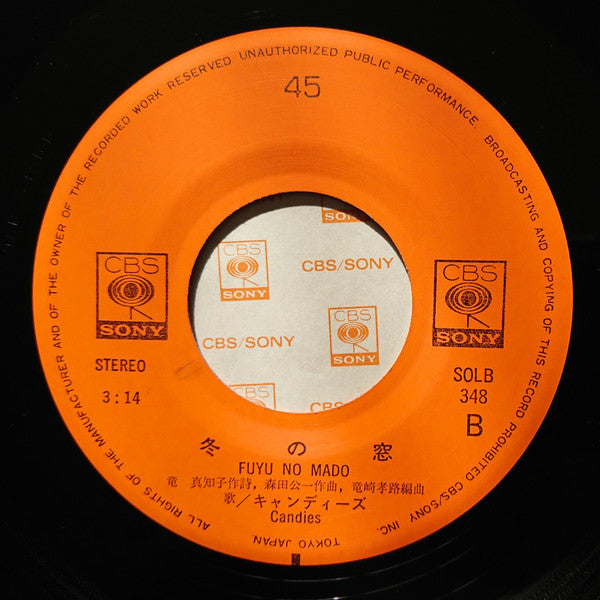 ALL RIGHTS OF THE MANUFACTURER AND OF THE OWNER OF THE RECORDED WORK RESERVED UNAUTHORIZED PUBLIC PERFORMANCE. BROADCASTING AND COPYING OF THIS RECORD PROHIBITED CBS/SONY INC. TOKYO JAPAN
45
SONY
CBS
SONY
CBS/SONY
CBS
SONY
CBS
SONY
CBS
SONY
CBS/SONY
CBS
CBS
STEREO
3:14
SOLB
348
B
冬の窓
FUYU NO MADO
竜 真知子作詩, 森田公一作曲, 竜崎孝路編曲
歌/キャンディーズ
Candies